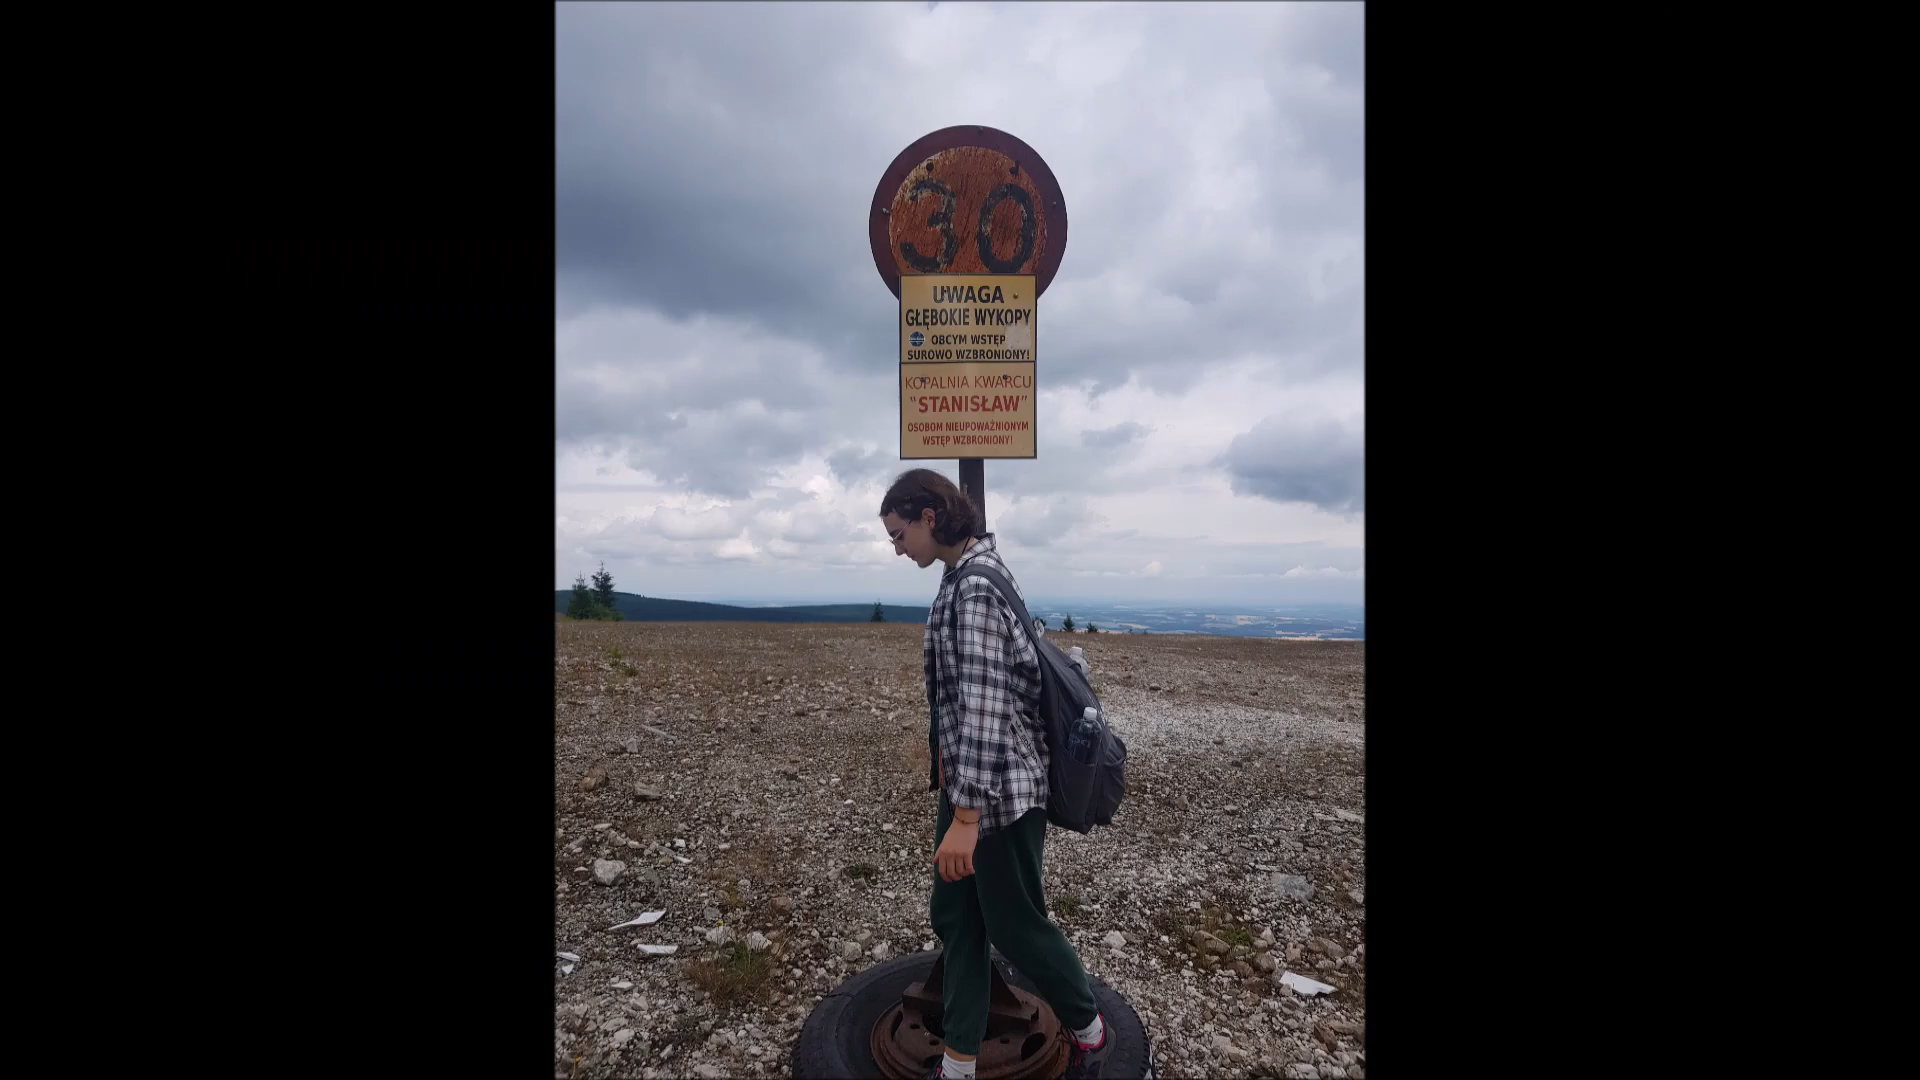 30
UWAGA
GŁĘBOKIE WYKOPY
OBCYM WSTĘP
SUROWO WZBRONIONY!
KOPALNIA KWARCU
"STANISŁAW"
OSOBOM NIEUPOWAŻNIONYM
WSTĘP WZBRONIONY!